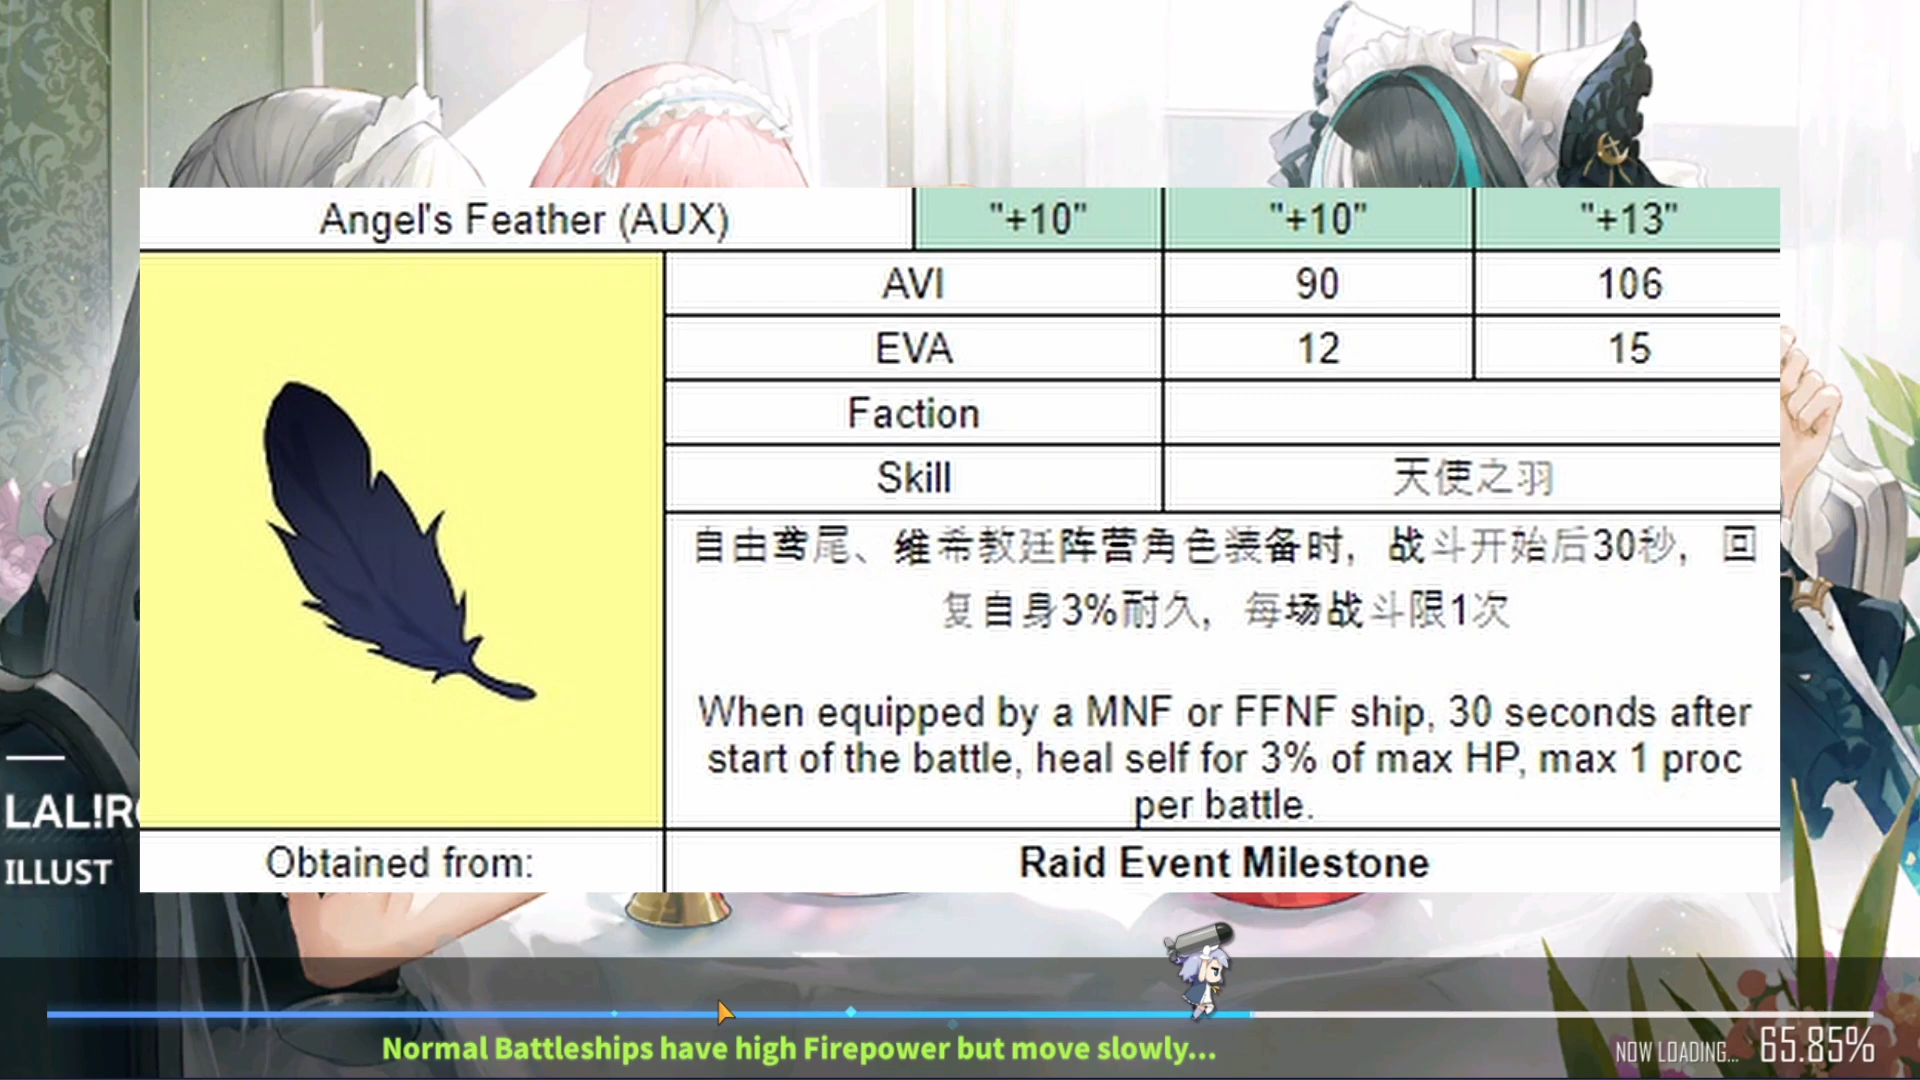 Angel's Feather (AUX) "+10" "+10" "+13"
AVI 90 106
EVA 12 15
Faction
Skill 天使之羽
自由鸢尾、维希教廷阵营角色装备时，战斗开始后30秒，回
复自身3%耐久，每场战斗限1次
When equipped by a MNF or FFNF ship, 30 seconds after
start of the battle, heal self for 3% of max HP, max 1 proc
per battle.
Obtained from: Raid Event Milestone
ILLUST
Normal Battleships have high Firepower but move slowly...
NOW LOADING... 65.85%